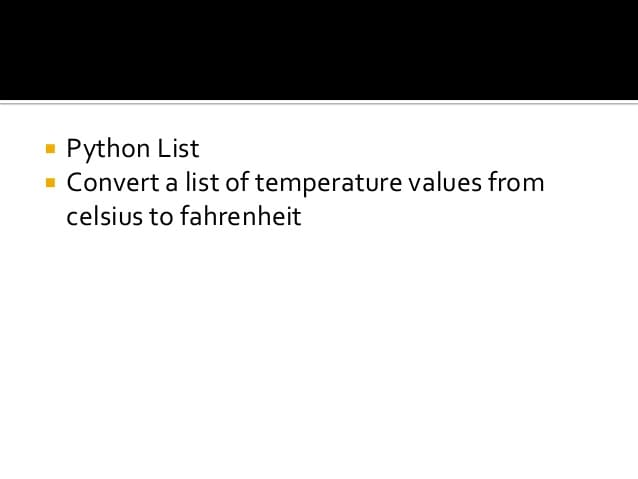 Python List
Convert a list of temperature values from
celsius to fahrenheit